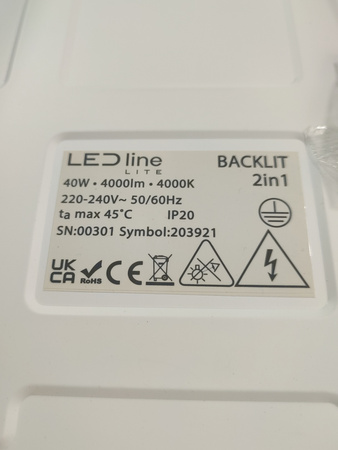 LED line
LITE
BACKLIT
2in1
40W • 4000lm • 4000K
220-240V~ 50/60Hz
ta max 45°C IP20
SN:00301 Symbol:203921
UK
CA
RoHS
CE